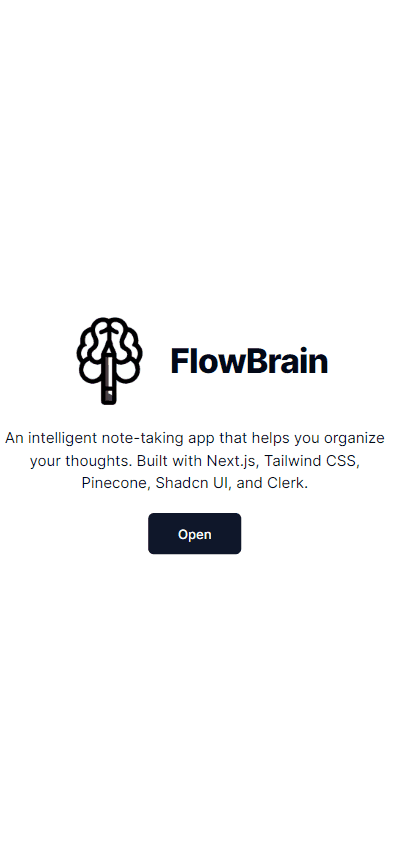 FlowBrain
An intelligent note-taking app that helps you organize
your thoughts. Built with Next.js, Tailwind CSS,
Pinecone, Shadcn UI, and Clerk.
Open